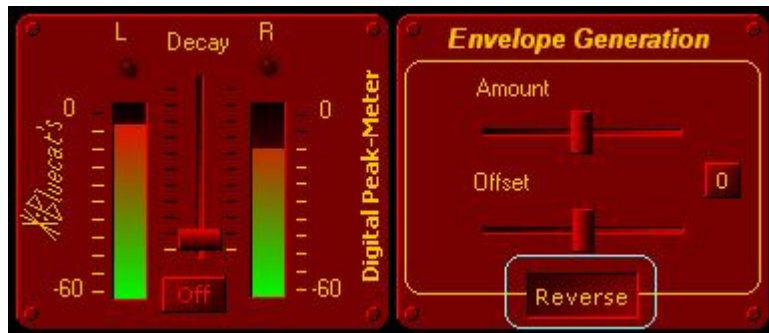 L
Decay
R
0
0
-60
-60
Off
Bluecat's
Digital Peak-Meter
Envelope Generation
Amount
Offset
0
Reverse